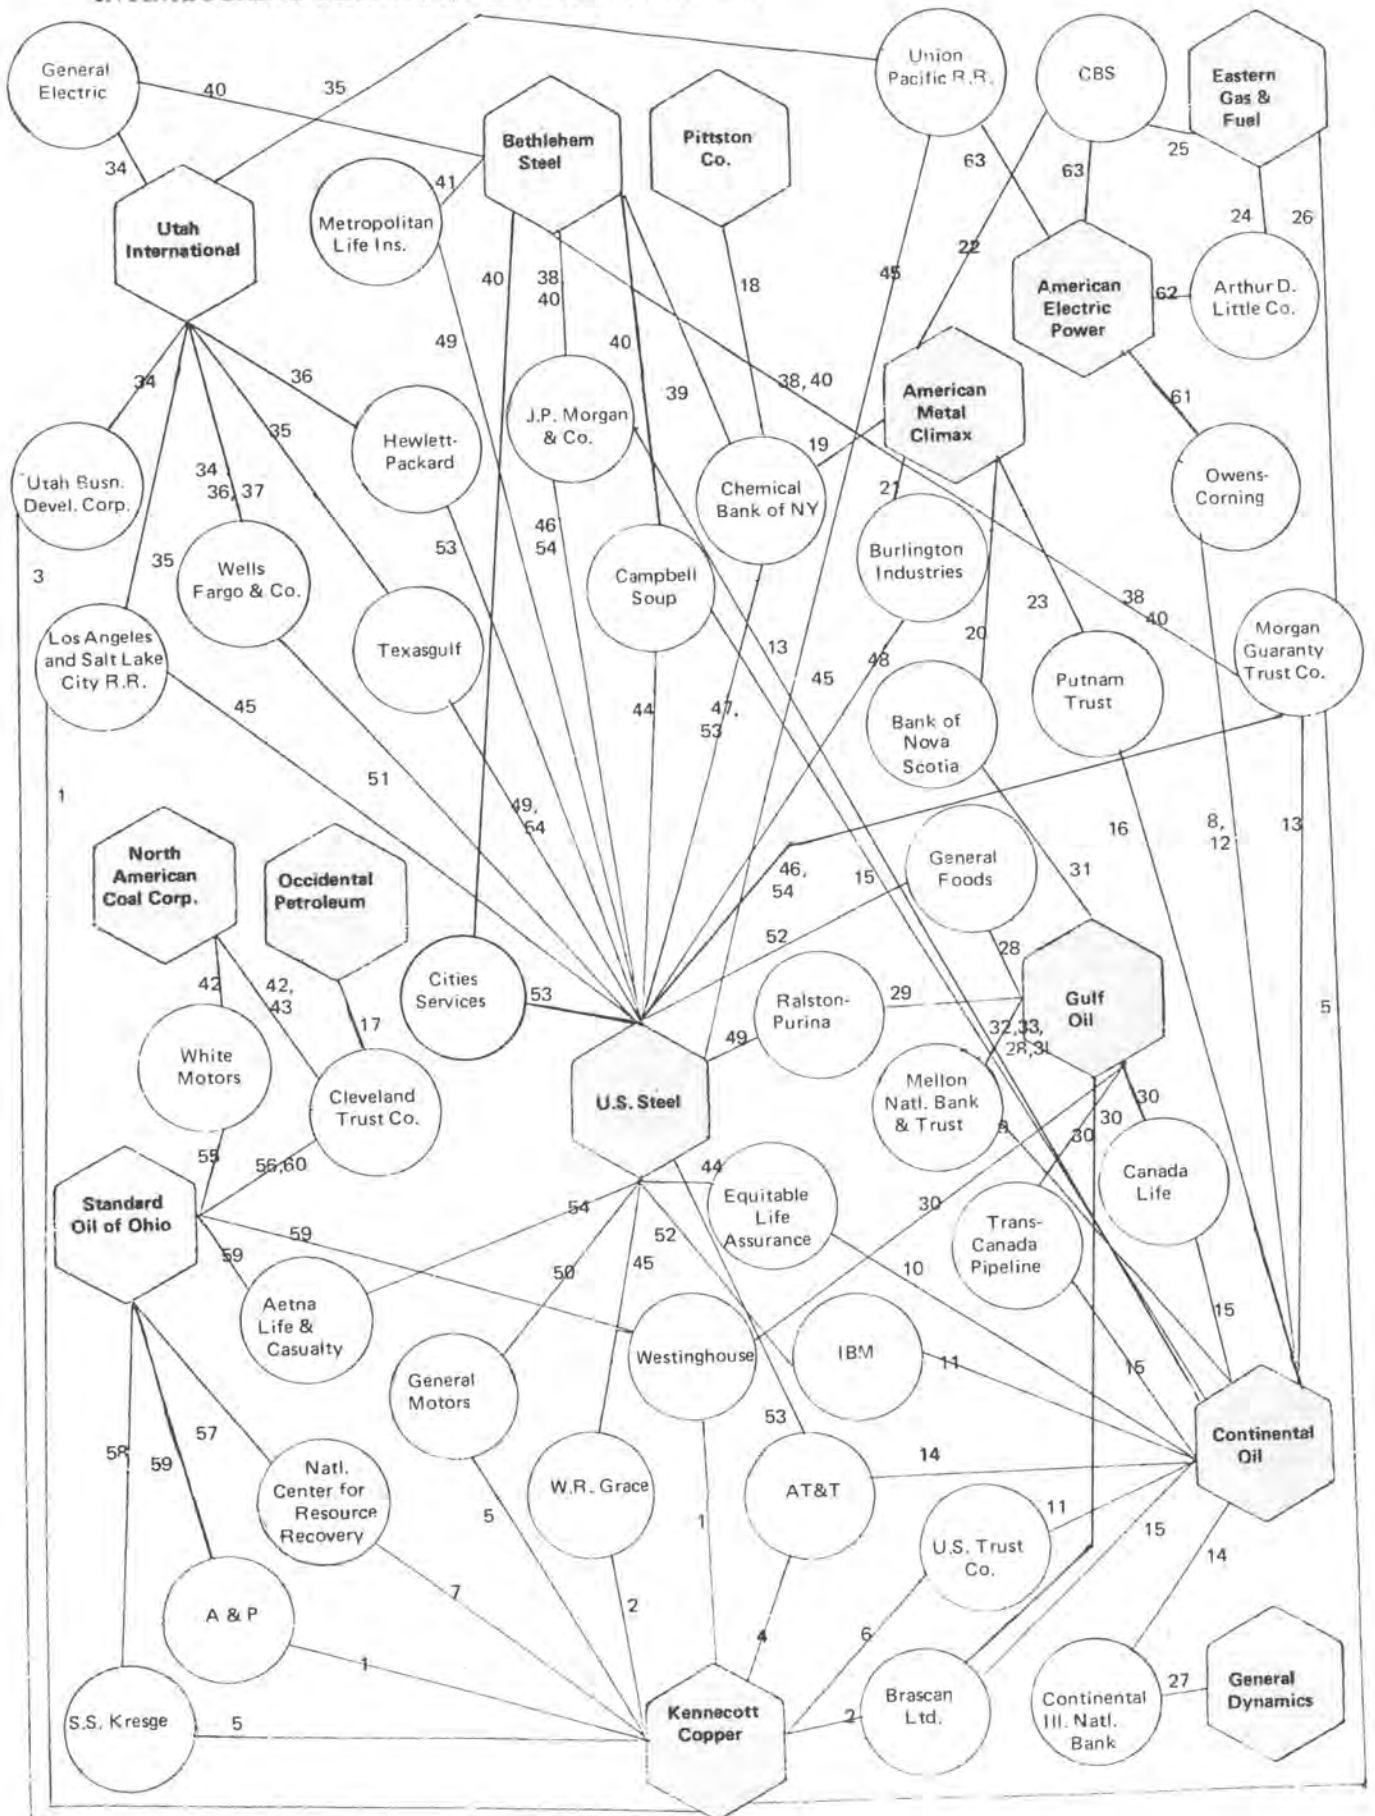 General
Electric
40
35
Union
Pacific R.R.
CBS
Eastern
Gas &
Fuel
34
Bethlehem
Steel
Pittston
Co.
63
63
25
Utah
International
41
Metropolitan
Life Ins.
22
24
26
40
38
40
18
45
American
Electric
Power
62
Arthur D.
Little Co.
49
40
34
36
39
38, 40
American
Metal
Climax
61
35
Hewlett-
Packard
J.P. Morgan
& Co.
19
Utah Busn.
Devel. Corp.
34
36, 37
Chemical
Bank of NY
21
Owens-
Corning
46
54
53
35
Wells
Fargo & Co.
Campbell
Soup
Burlington
Industries
3
23
38
40
20
Los Angeles
and Salt Lake
City R.R.
Texasgulf
13
48
45
Morgan
Guaranty
Trust Co.
Putnam
Trust
45
44
47,
53
Bank of
Nova
Scotia
51
1
49,
54
16
8,
12
13
North
American
Coal Corp.
Occidental
Petroleum
46,
54
15
General
Foods
31
52
28
42
42,
43
Cities
Services
53
Ralston-
Purina
29
Gulf
Oil
5
17
49
32,33,
28,31
White
Motors
Cleveland
Trust Co.
U.S. Steel
Mellon
Natl. Bank
& Trust
30
30
30
9
55
56,60
44
Canada
Life
Standard
Oil of Ohio
54
Equitable
Life
Assurance
30
Trans-
Canada
Pipeline
59
52
59
45
50
10
Aetna
Life &
Casualty
15
General
Motors
Westinghouse
IBM
11
15
53
57
58
59
Continental
Oil
Natl.
Center for
Resource
Recovery
W.R. Grace
AT&T
14
5
1
11
15
U.S. Trust
Co.
14
7
A & P
2
4
6
1
S.S. Kresge
5
Kennecott
Copper
2
Brascan
Ltd.
Continental
Ill. Natl.
Bank
27
General
Dynamics